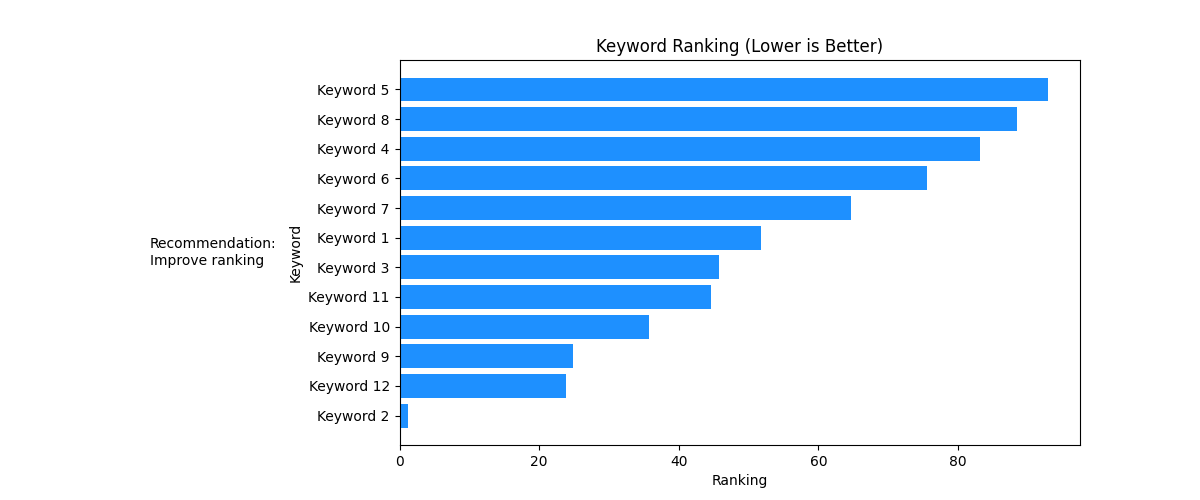 Keyword Ranking (Lower is Better)
Keyword 5
Keyword 8
Keyword 4
Keyword 6
Keyword 7
Keyword 1
Keyword 3
Keyword 11
Keyword 10
Keyword 9
Keyword 12
Keyword 2
Keyword
Recommendation:
Improve ranking
0 20 40 60 80
Ranking